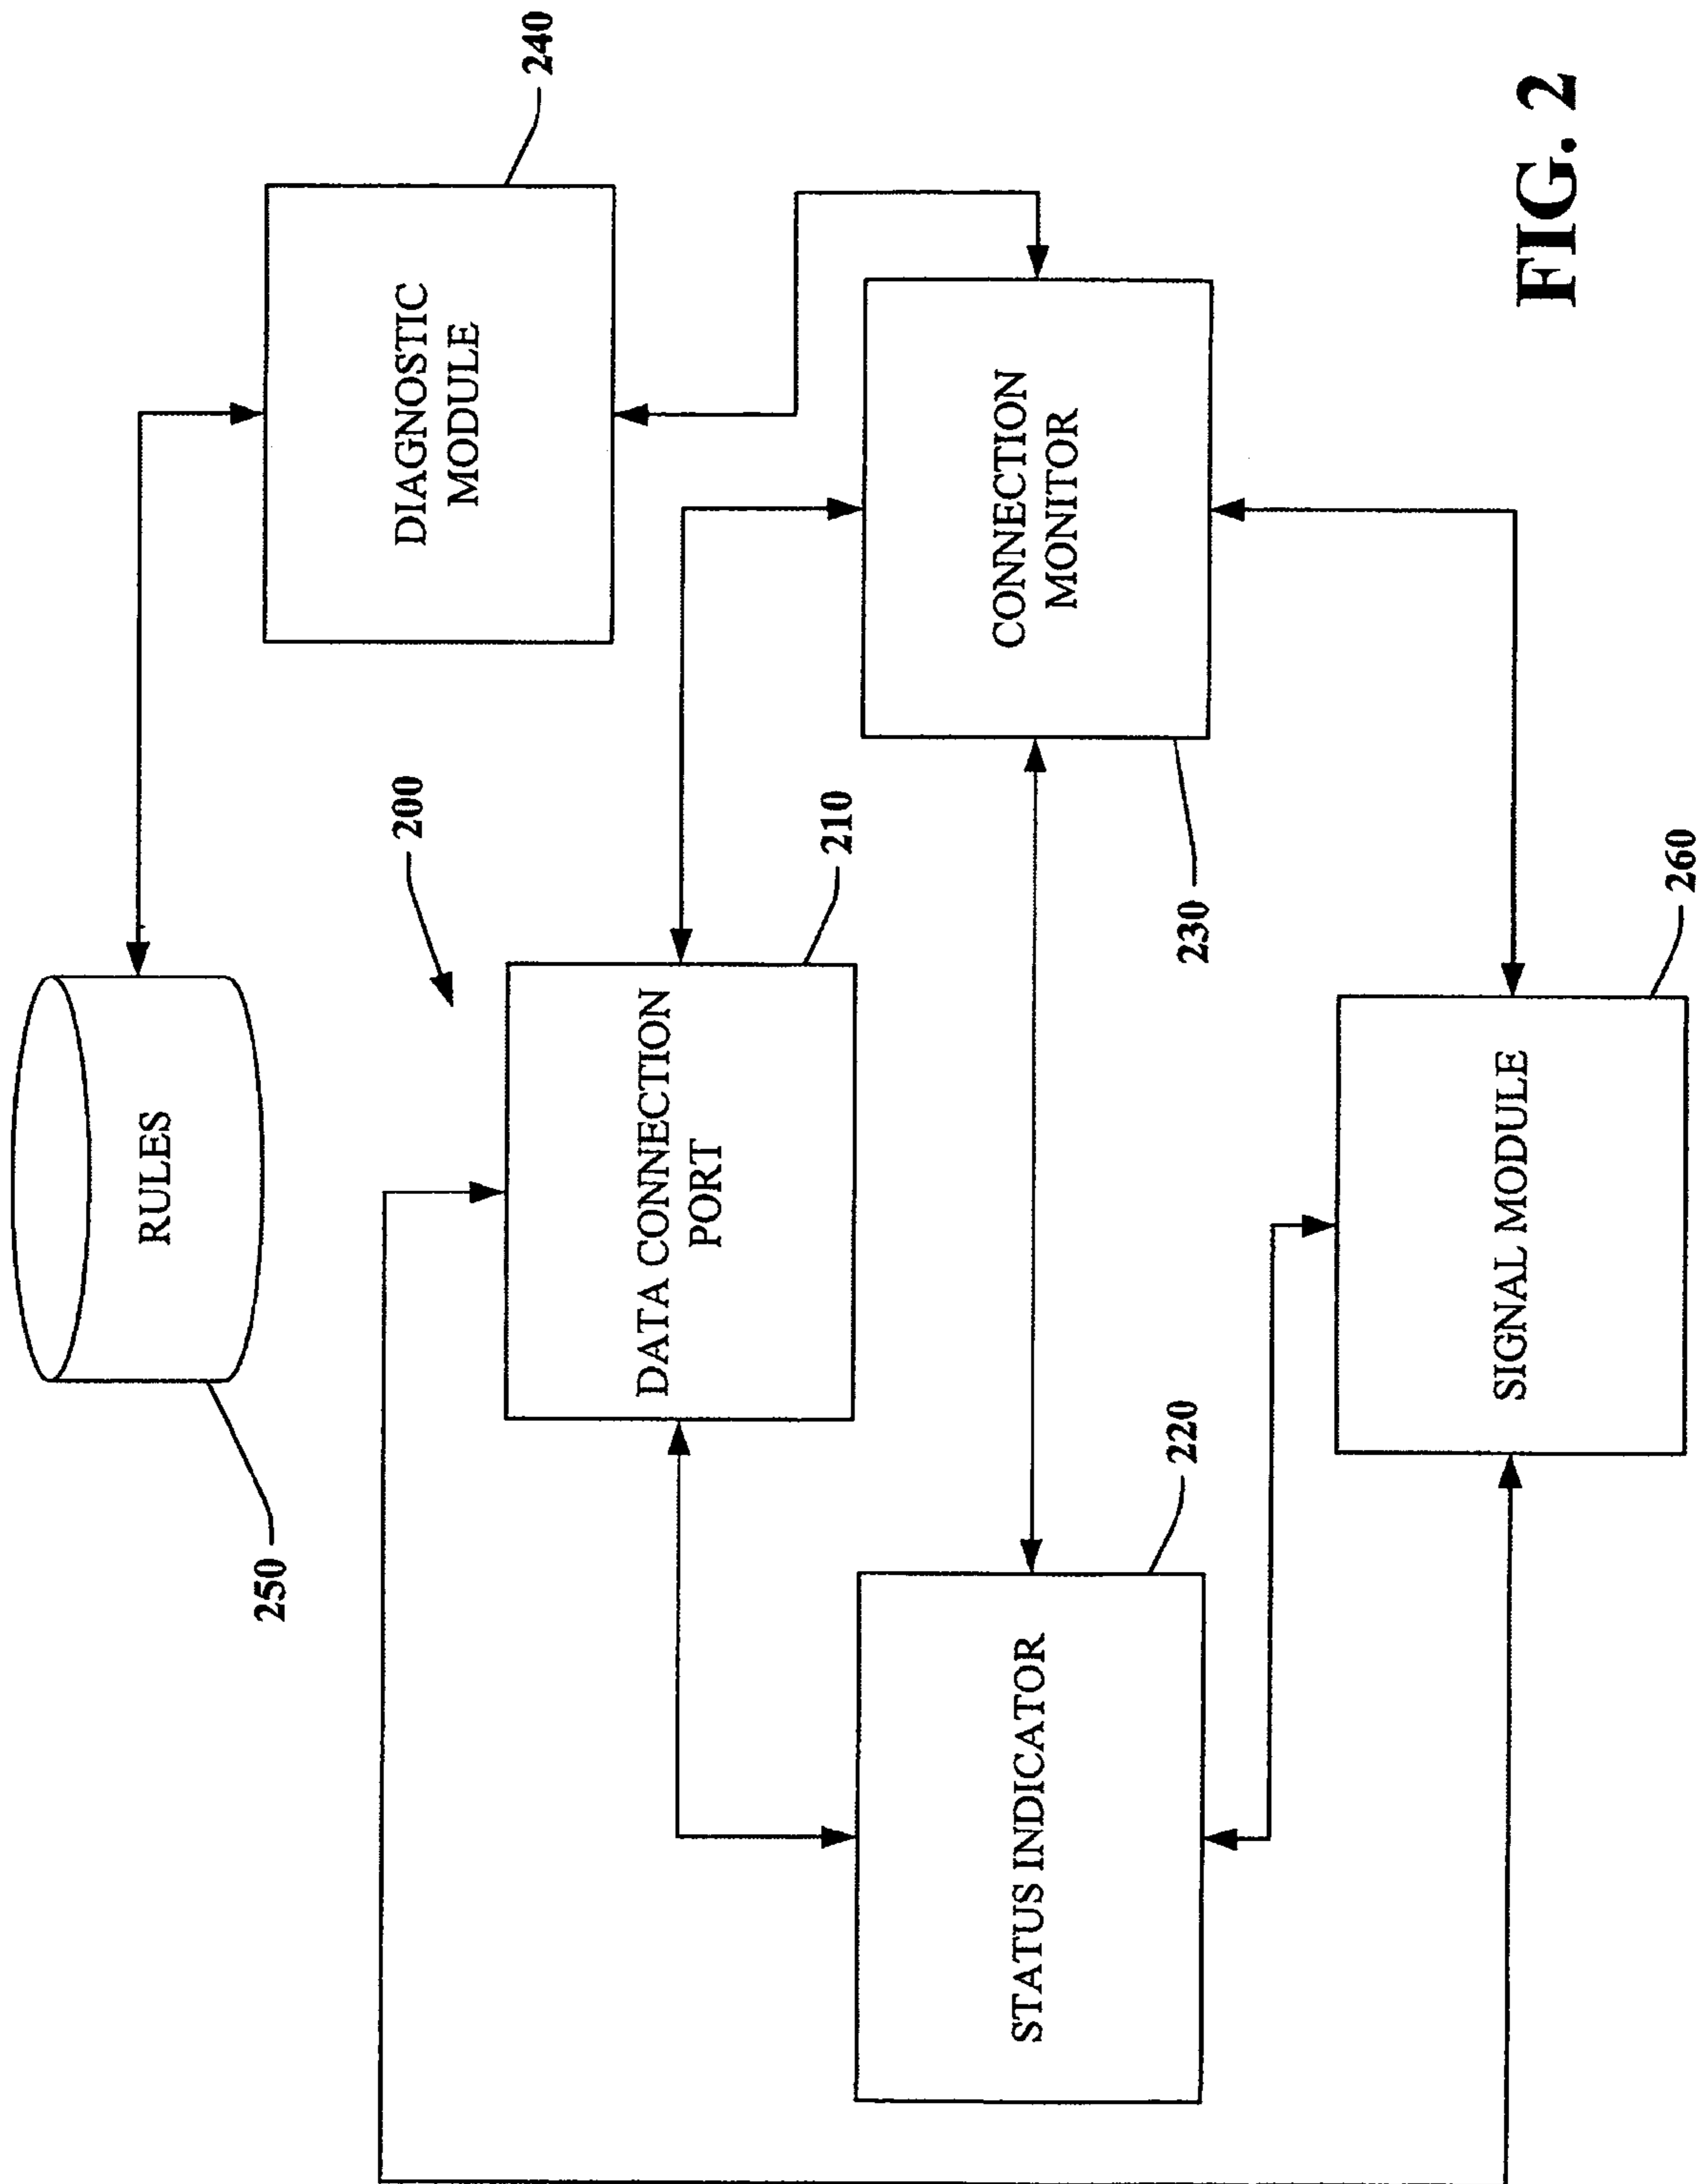 RULES
250
200
DIAGNOSTIC
MODULE
240
DATA CONNECTION
PORT
210
STATUS INDICATOR
220
CONNECTION
MONITOR
230
SIGNAL MODULE
260
FIG. 2